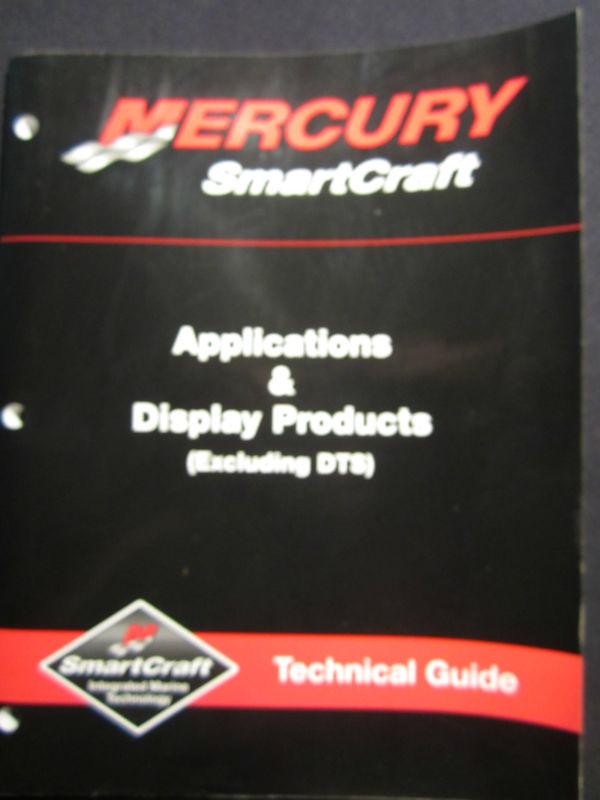 MERCURY
SmartCraft
Applications
&
Display Products
(Excluding DTS)
SmartCraft
Integrated Marine
Technology
Technical Guide